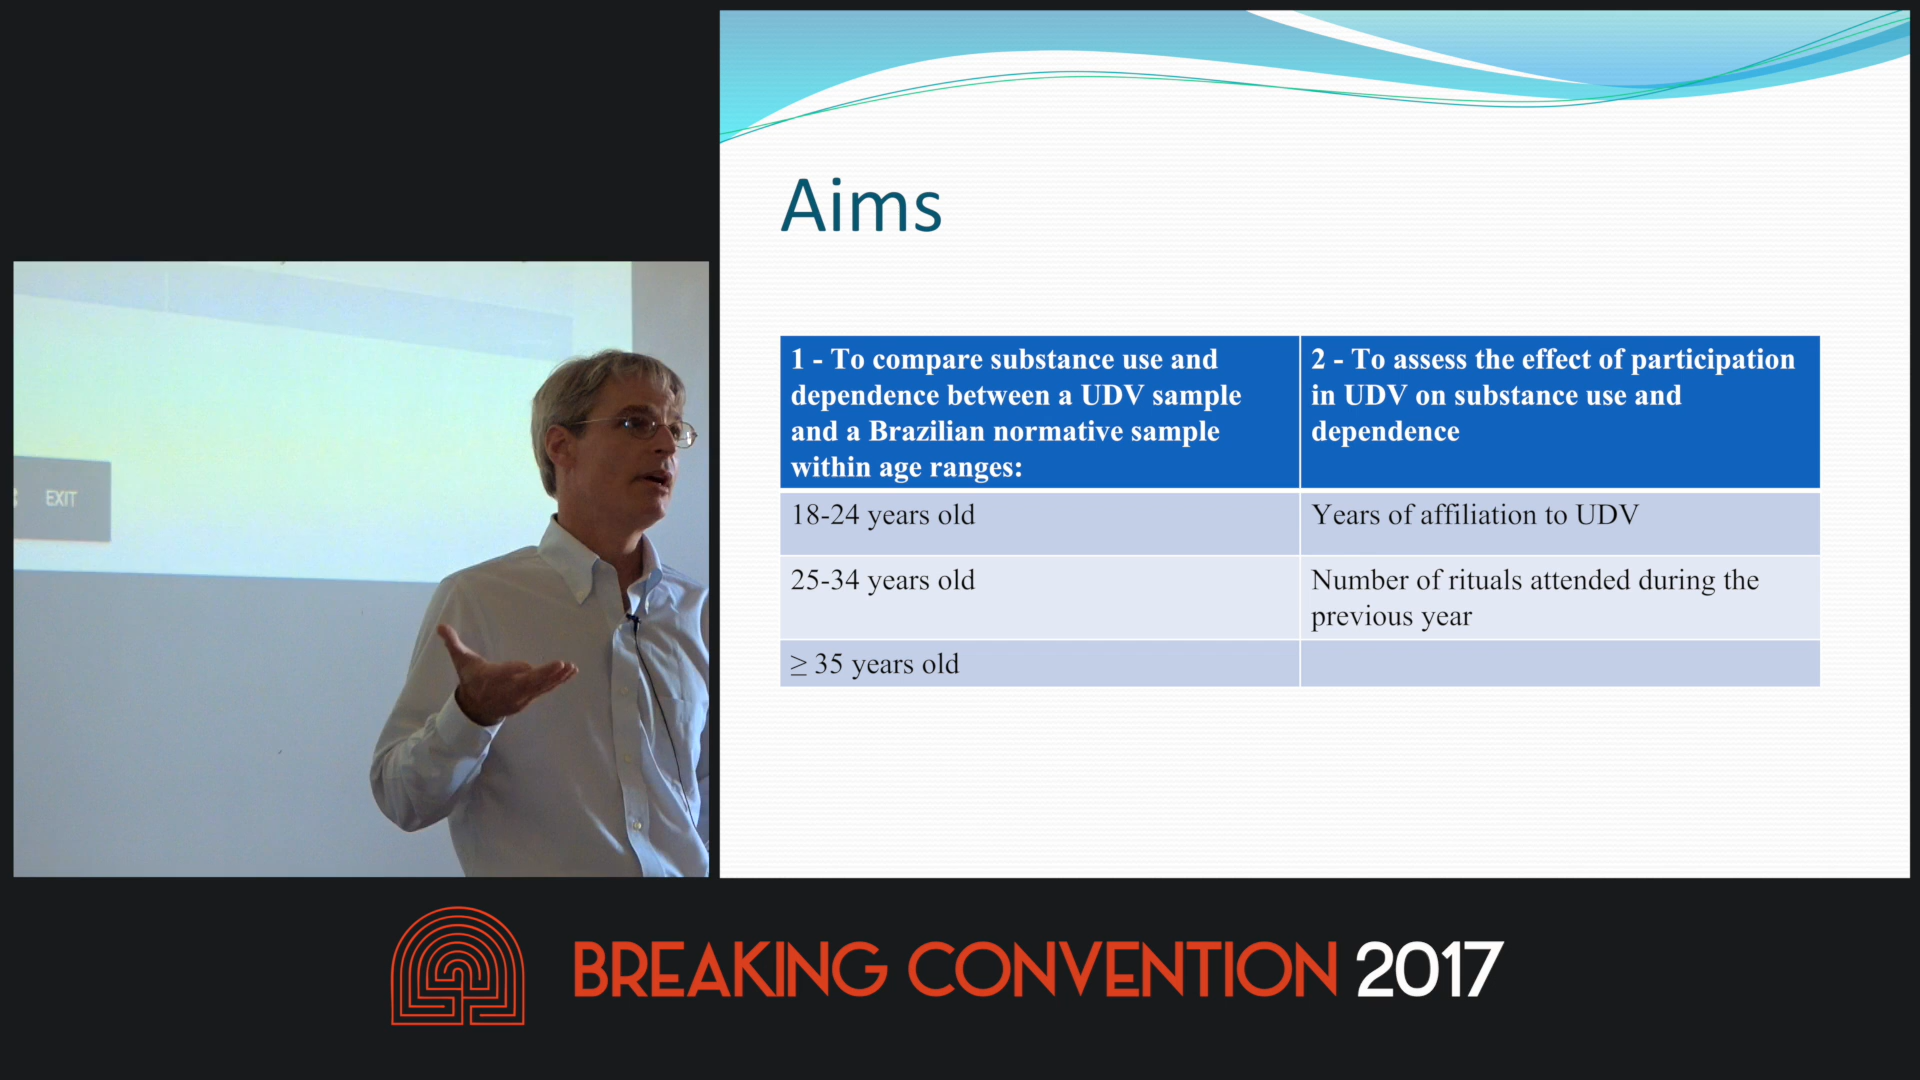 Aims
1 - To compare substance use and
dependence between a UDV sample
and a Brazilian normative sample
within age ranges:
2 - To assess the effect of participation
in UDV on substance use and
dependence
18-24 years old
Years of affiliation to UDV
25-34 years old
Number of rituals attended during the
previous year
≥ 35 years old
EXIT
BREAKING CONVENTION 2017